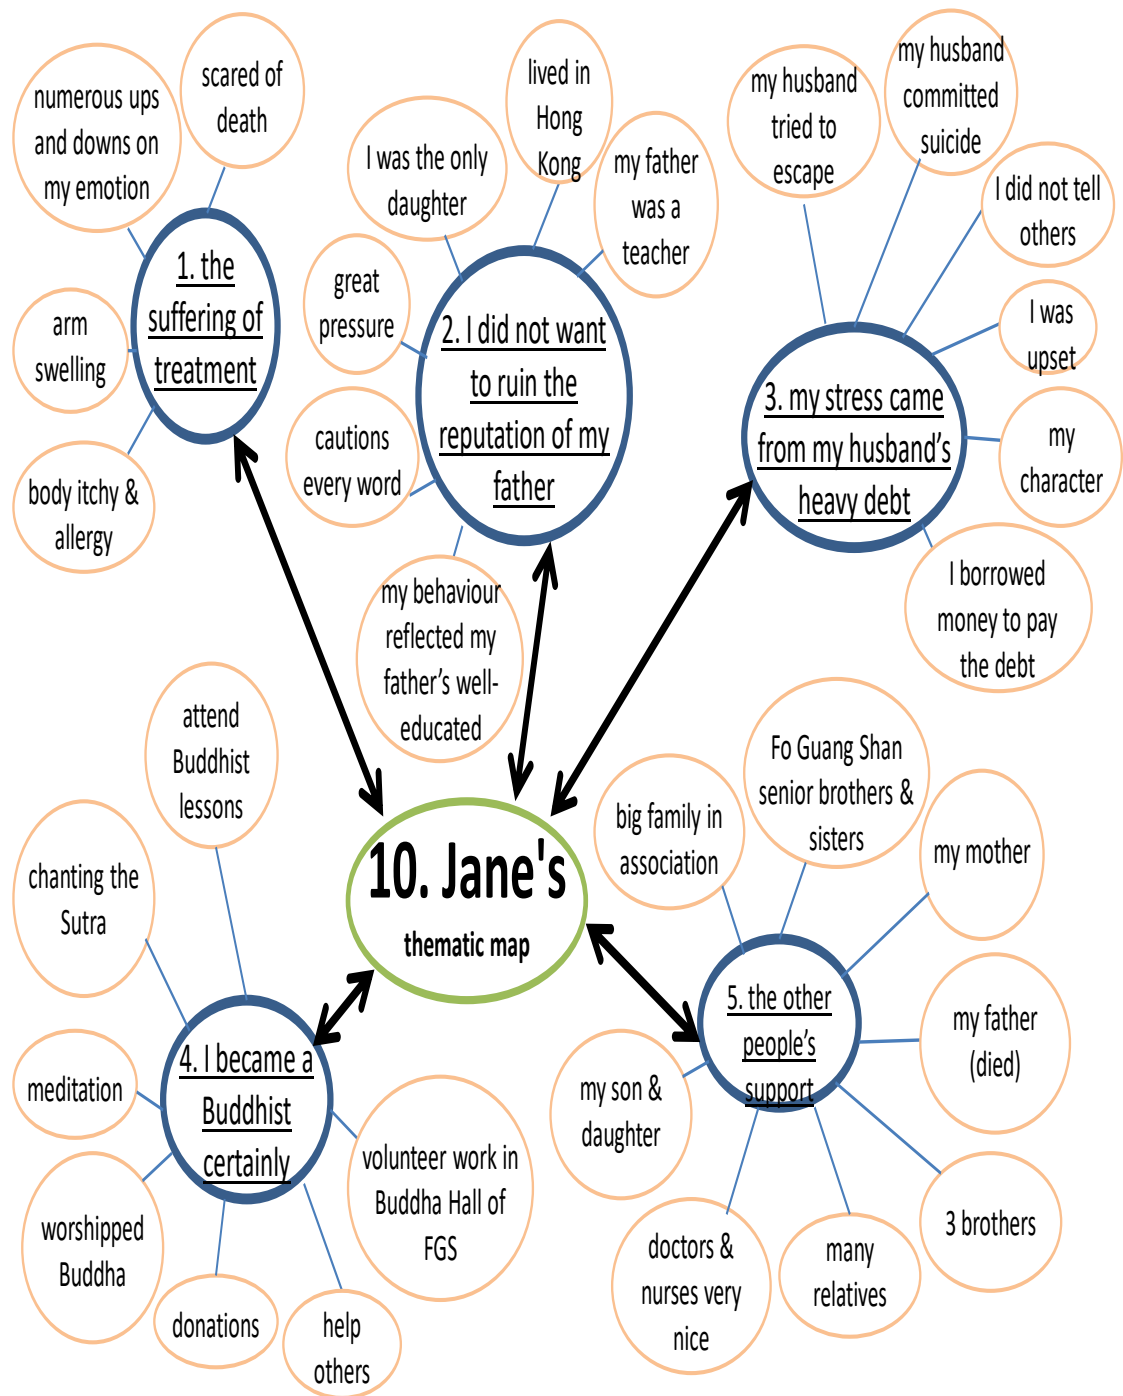 scared of
death
numerous ups
and downs on
my emotion
1. the
suffering of
treatment
arm
swelling
body itchy &
allergy
lived in
Hong
Kong
I was the only
daughter
my father
was a
teacher
great
pressure
2. I did not want
to ruin the
reputation of my
father
cautions
every word
my behaviour
reflected my
father's well-
educated
my husband
tried to
escape
my husband
committed
suicide
I did not tell
others
I was
upset
3. my stress came
from my husband's
heavy debt
my
character
I borrowed
money to pay
the debt
10. Jane's
thematic map
attend
Buddhist
lessons
chanting the
Sutra
meditation
4. I became a
Buddhist
certainly
worshipped
Buddha
donations
help
others
volunteer work in
Buddha Hall of
FGS
big family in
association
Fo Guang Shan
senior brothers &
sisters
my mother
5. the other
people's
support
my father
(died)
my son &
daughter
3 brothers
doctors &
nurses very
nice
many
relatives